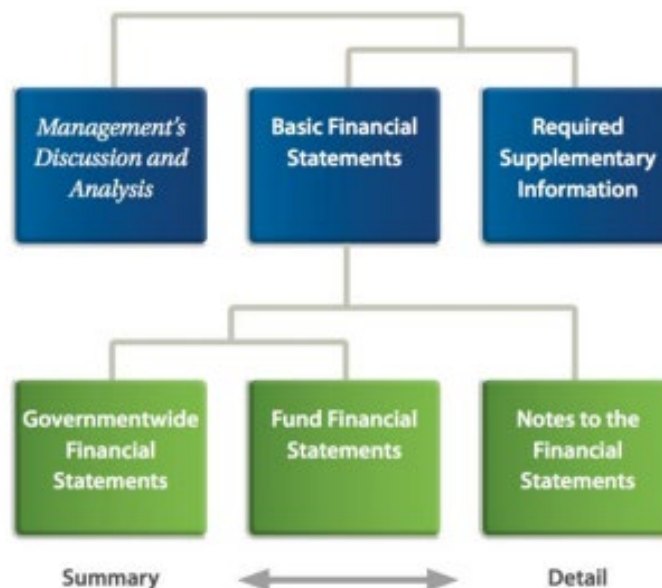 Management's
Discussion and
Analysis
Basic Financial
Statements
Required
Supplementary
Information
Governmentwide
Financial
Statements
Fund Financial
Statements
Notes to the
Financial
Statements
Summary
Detail